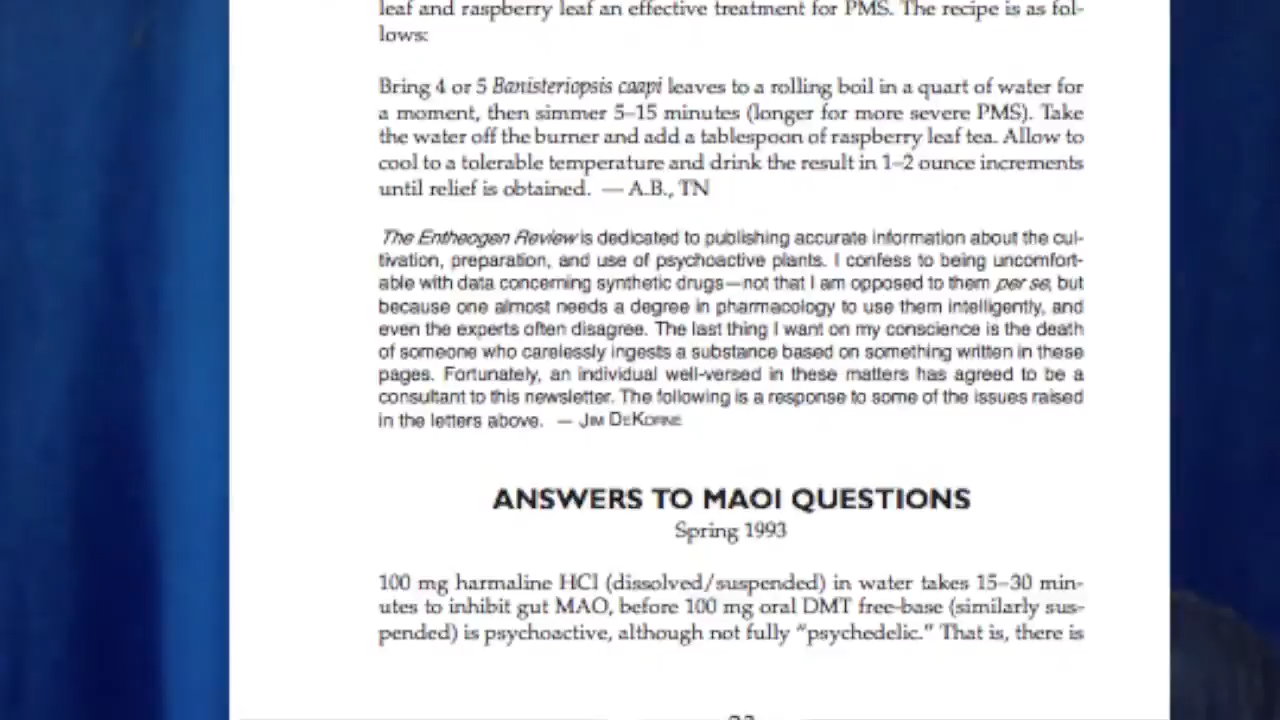 leaf and raspberry leaf an effective treatment for PMS. The recipe is as fol-
lows:
Bring 4 or 5 Banisteriopsis caapi leaves to a rolling boil in a quart of water for
a moment, then simmer 5–15 minutes (longer for more severe PMS). Take
the water off the burner and add a tablespoon of raspberry leaf tea. Allow to
cool to a tolerable temperature and drink the result in 1–2 ounce increments
until relief is obtained. — A.B., TN
The Entheogen Review is dedicated to publishing accurate information about the cul-
tivation, preparation, and use of psychoactive plants. I confess to being uncomfort-
able with data concerning synthetic drugs—not that I am opposed to them per se, but
because one almost needs a degree in pharmacology to use them intelligently, and
even the experts often disagree. The last thing I want on my conscience is the death
of someone who carelessly ingests a substance based on something written in these
pages. Fortunately, an individual well-versed in these matters has agreed to be a
consultant to this newsletter. The following is a response to some of the issues raised
in the letters above. — JIM DEKORNE
ANSWERS TO MAOI QUESTIONS
Spring 1993
100 mg harmaline HCl (dissolved/suspended) in water takes 15–30 min-
utes to inhibit gut MAO, before 100 mg oral DMT free-base (similarly sus-
pended) is psychoactive, although not fully “psychedelic.” That is, there is